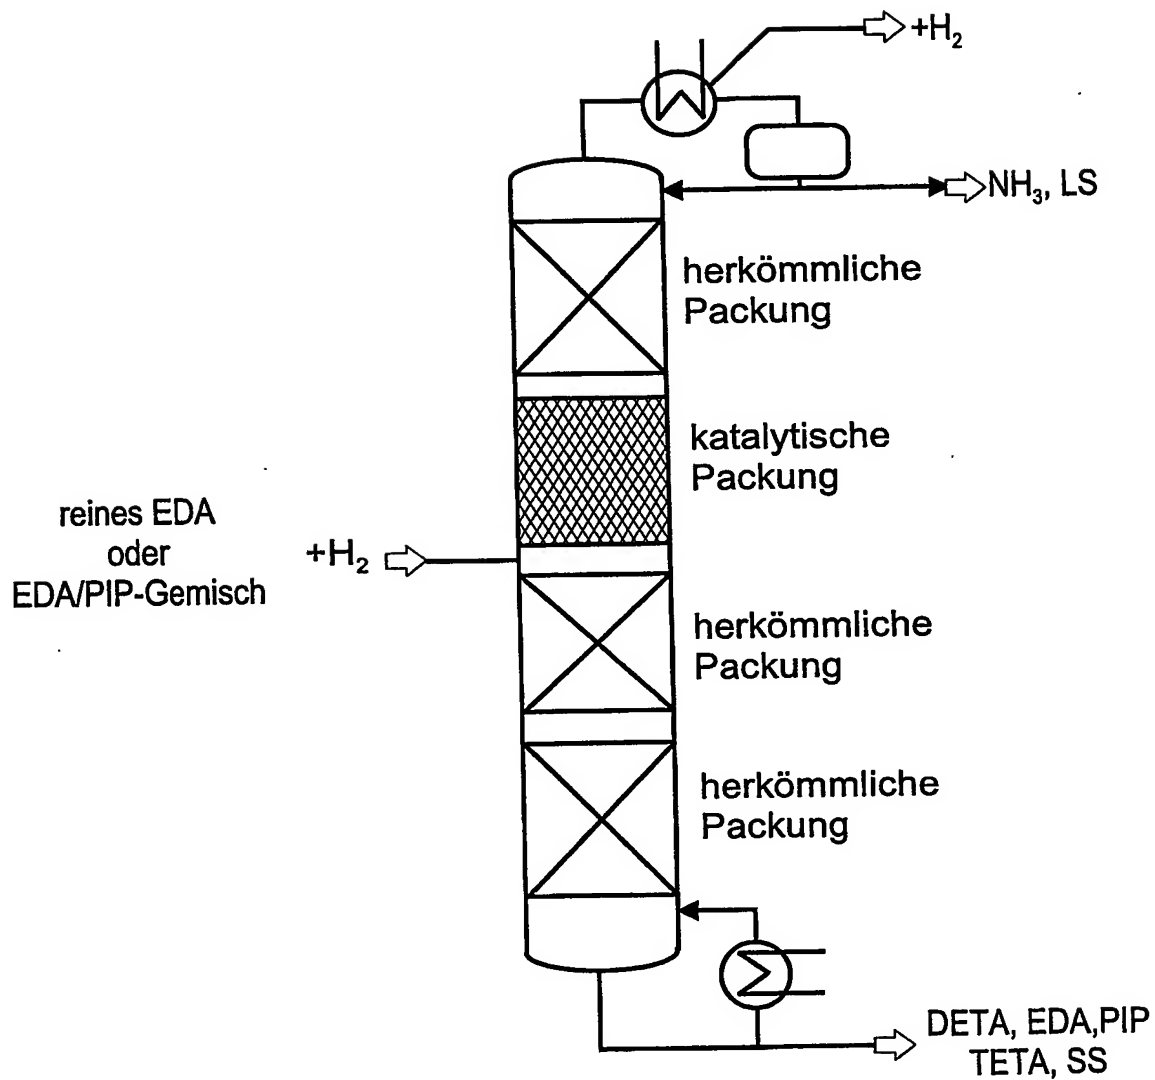 +H₂
NH₃, LS
herkömmliche
Packung
katalytische
Packung
reines EDA
oder
EDA/PIP-Gemisch
+H₂
herkömmliche
Packung
herkömmliche
Packung
DETA, EDA,PIP
TETA, SS